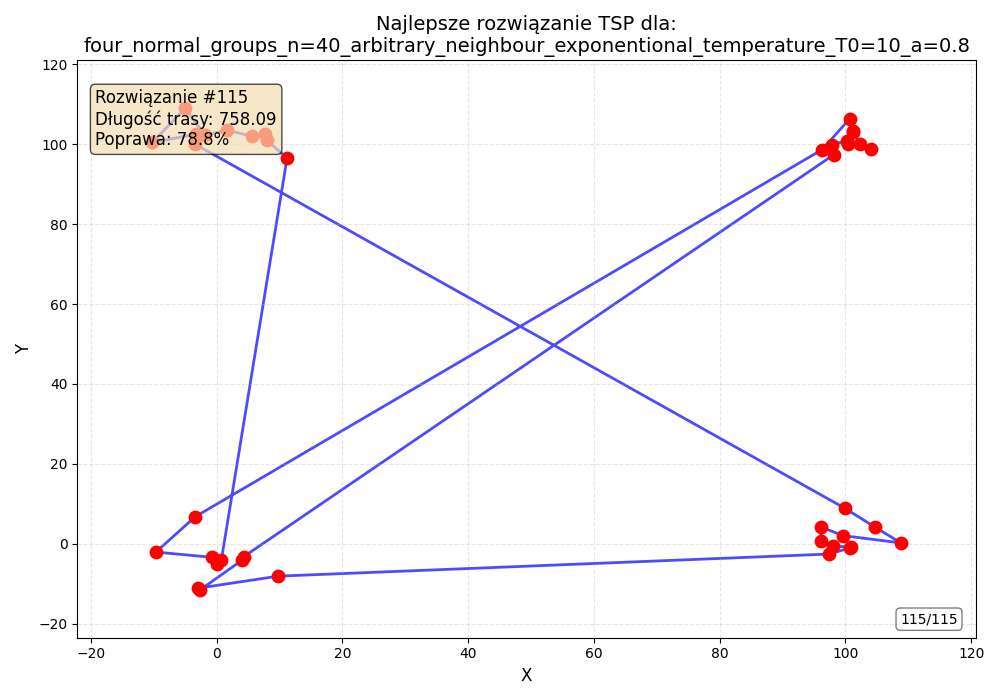 Najlepsze rozwiązanie TSP dla:
four_normal_groups_n=40_arbitrary_neighbour_exponential_temperature_T0=10_a=0.8
Rozwiązanie #115
Długość trasy: 758.09
Poprawa: 78.8%
120
100
80
60
40
20
0
−20
Y
−20 0 20 40 60 80 100 120
X
115/115